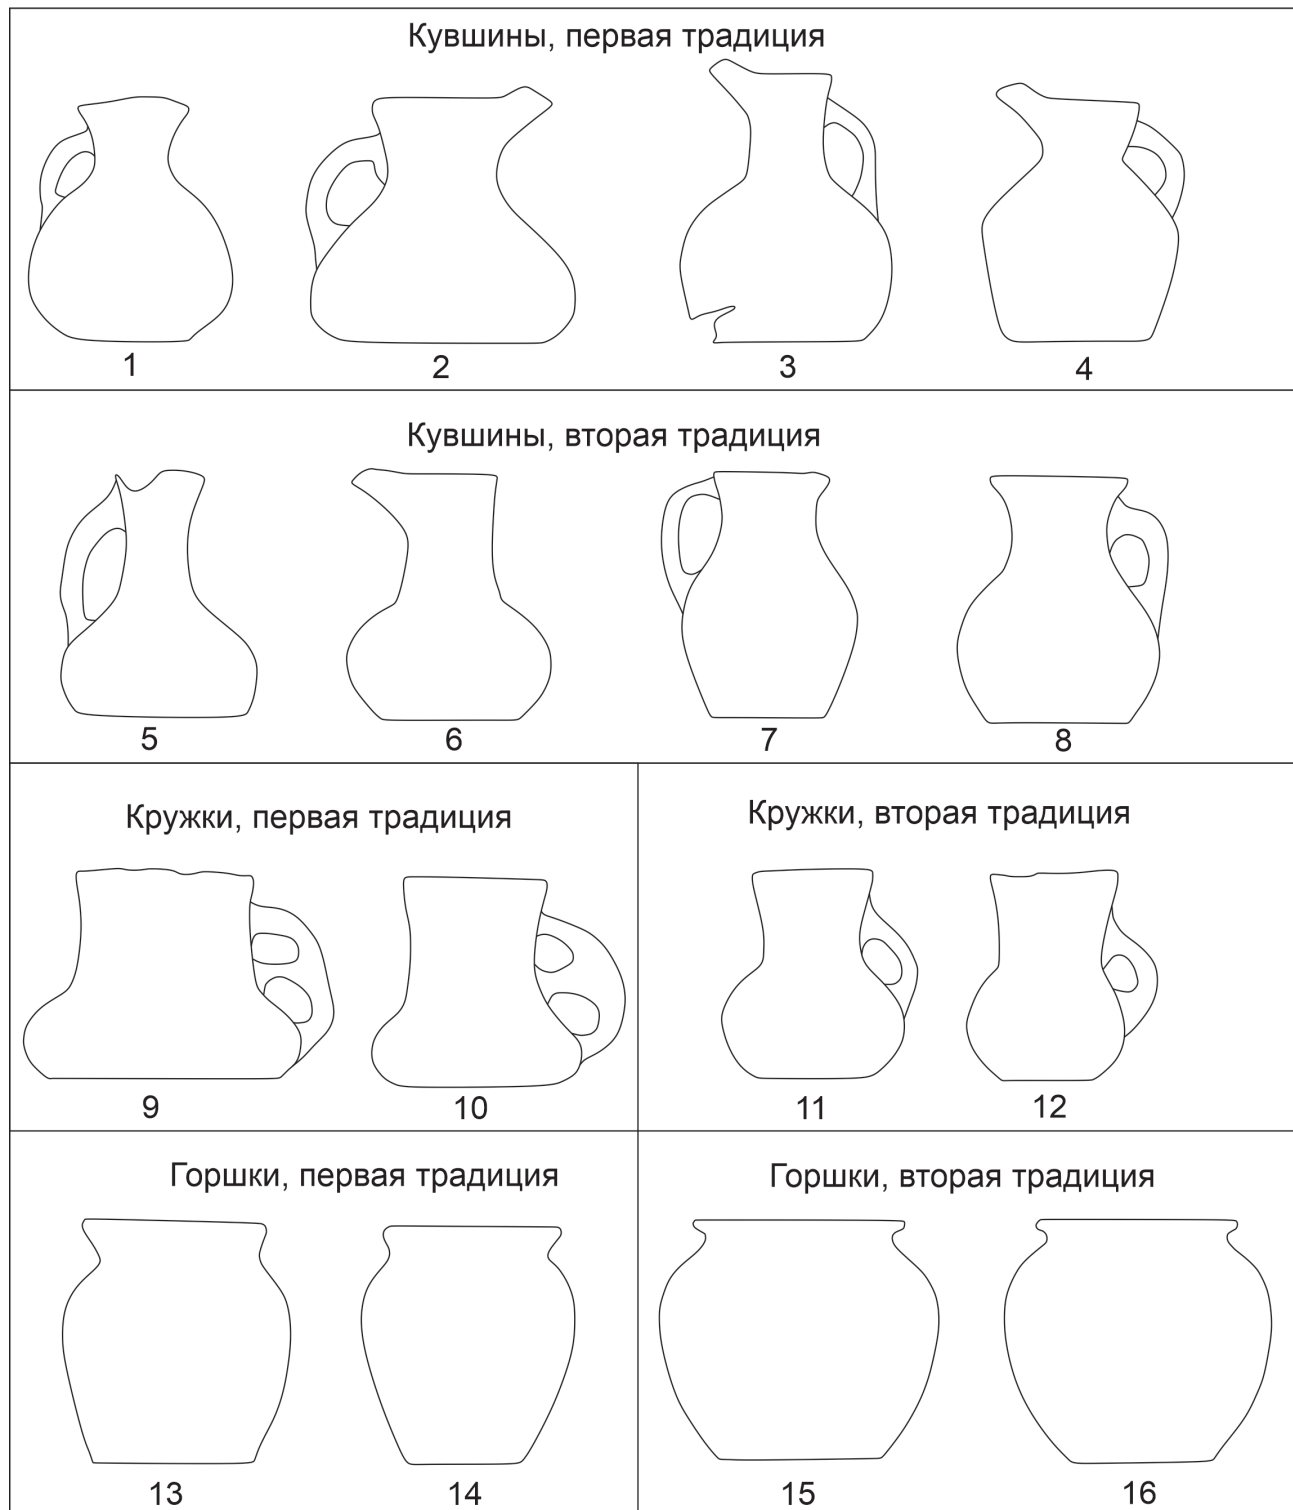 Кувшины, первая традиция
1 2 3 4
Кувшины, вторая традиция
5 6 7 8
Кружки, первая традиция
9 10
Кружки, вторая традиция
11 12
Горшки, первая традиция
13 14
Горшки, вторая традиция
15 16